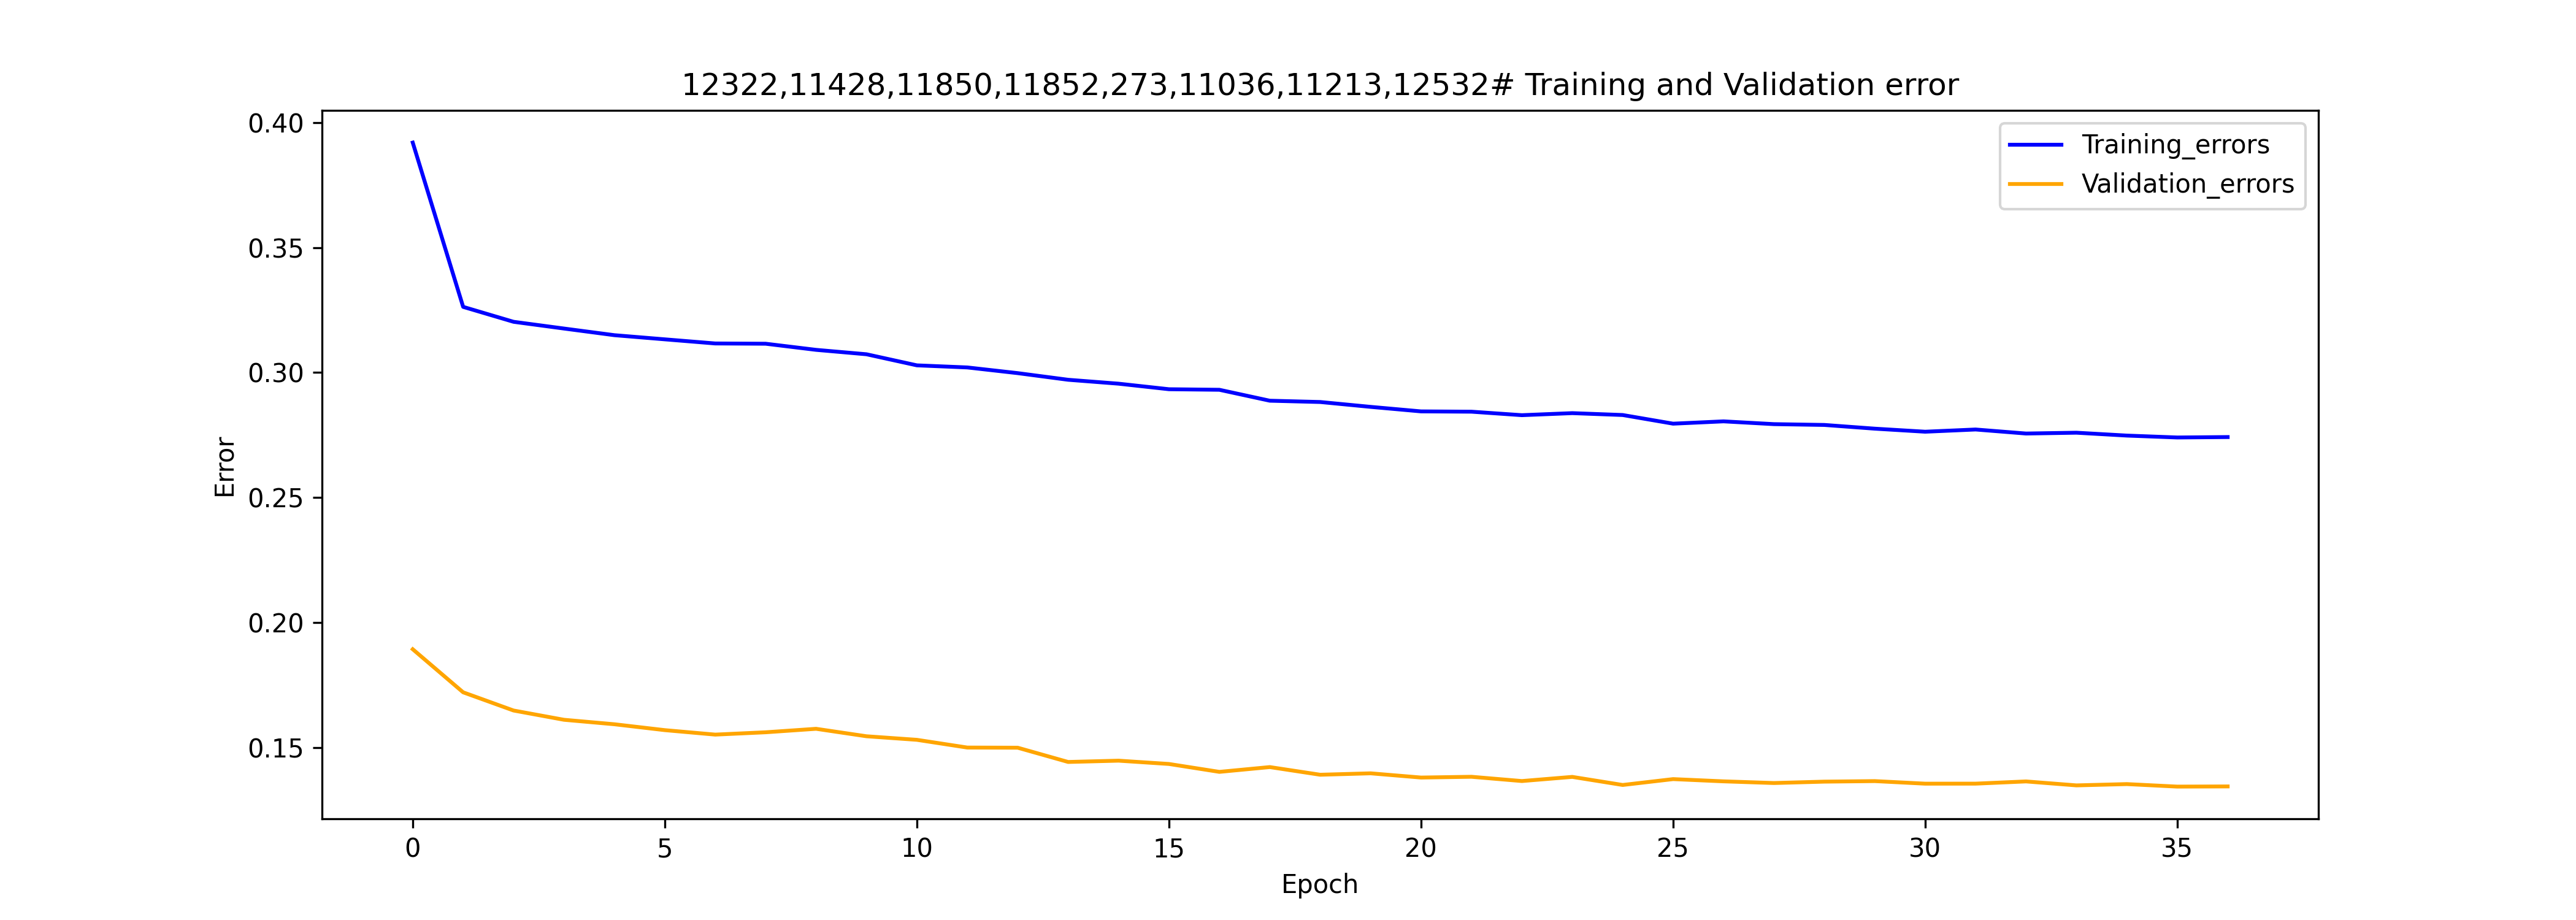 12322,11428,11850,11852,273,11036,11213,12532# Training and Validation error
Training_errors
Validation_errors
0.40
0.35
0.30
0.25
0.20
0.15
Error
0 5 10 15 20 25 30 35
Epoch